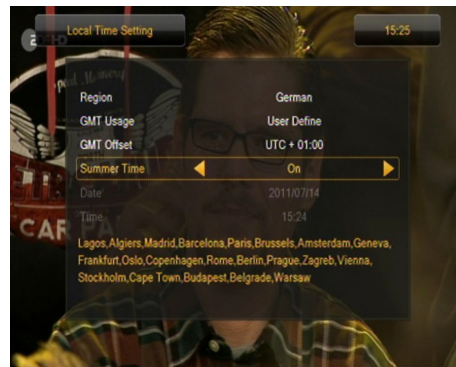 Local Time Setting 15:25
Region German
GMT Usage User Define
GMT Offset UTC + 01:00
Summer Time On
Date 2011/07/14
Time 15:24
Lagos,Algiers,Madrid,Barcelona,Paris,Brussels,Amsterdam,Geneva,
Frankfurt,Oslo,Copenhagen,Rome,Berlin,Prague,Zagreb,Vienna,
Stockholm,Cape Town,Budapest,Belgrade,Warsaw
CAR PA